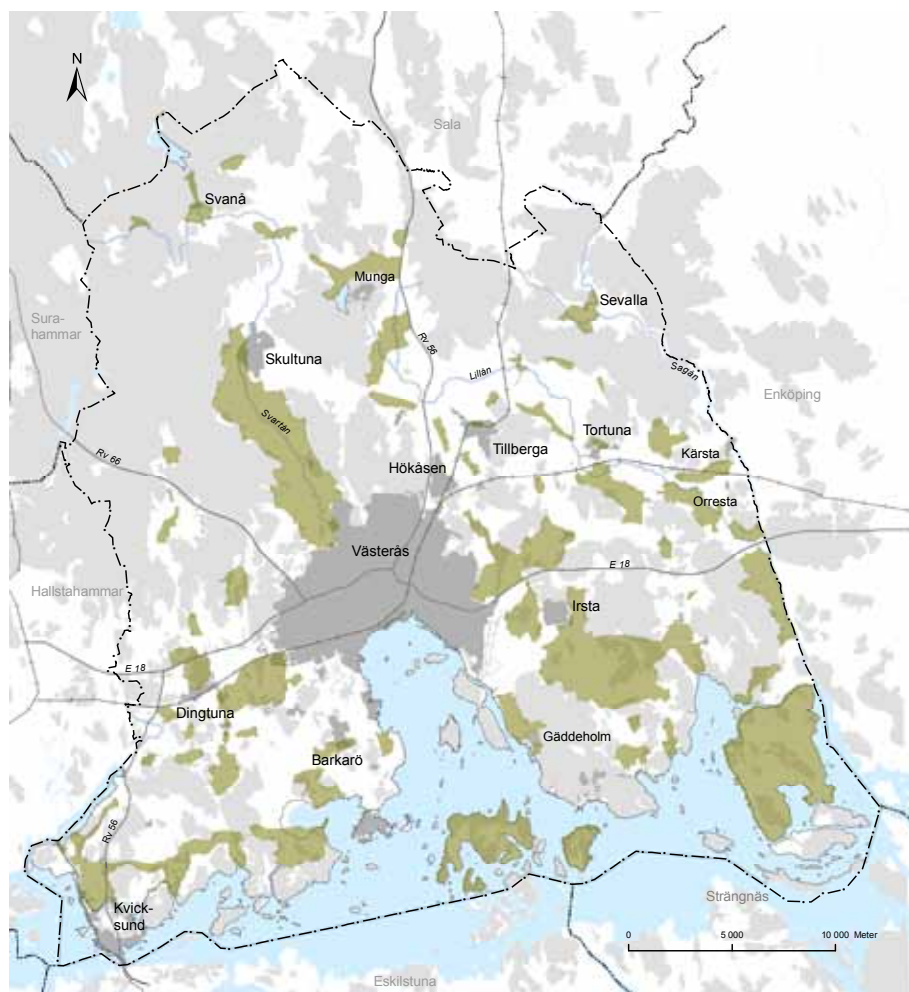 N
Sala
Svanå
Munga
Sevalla
Sura-
hammar
Rv 56
Skultuna
Lillån
Sagån
Enköping
Svartån
Tortuna
Rv 66
Tillberga
Kärsta
Hökåsen
Orresta
Västerås
E 18
Hallstahammar
Irsta
E 18
Dingtuna
Gäddeholm
Barkarö
Rv 56
Strängnäs
Kvick-
sund
0 5 000 10 000 Meter
Eskilstuna